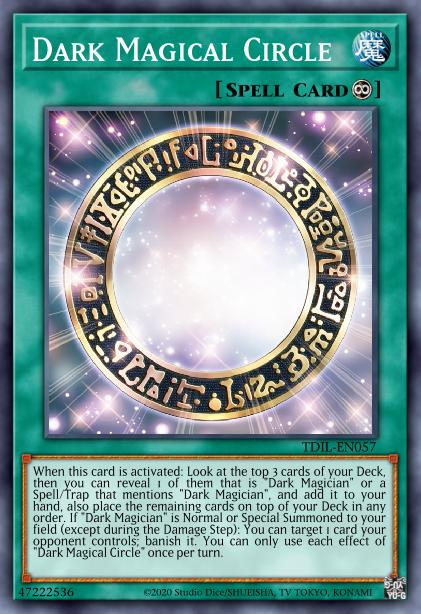 DARK MAGICAL CIRCLE
SPELL
魔
[SPELL CARD]
TDIL-EN057
When this card is activated: Look at the top 3 cards of your Deck,
then you can reveal 1 of them that is "Dark Magician" or a
Spell/Trap that mentions "Dark Magician", and add it to your
hand, also place the remaining cards on top of your Deck in any
order. If "Dark Magician" is Normal or Special Summoned to your
field (except during the Damage Step): You can target 1 card your
opponent controls; banish it. You can only use each effect of
"Dark Magical Circle" once per turn.
47222536
©2020 Studio Dice/SHUEISHA, TV TOKYO, KONAMI